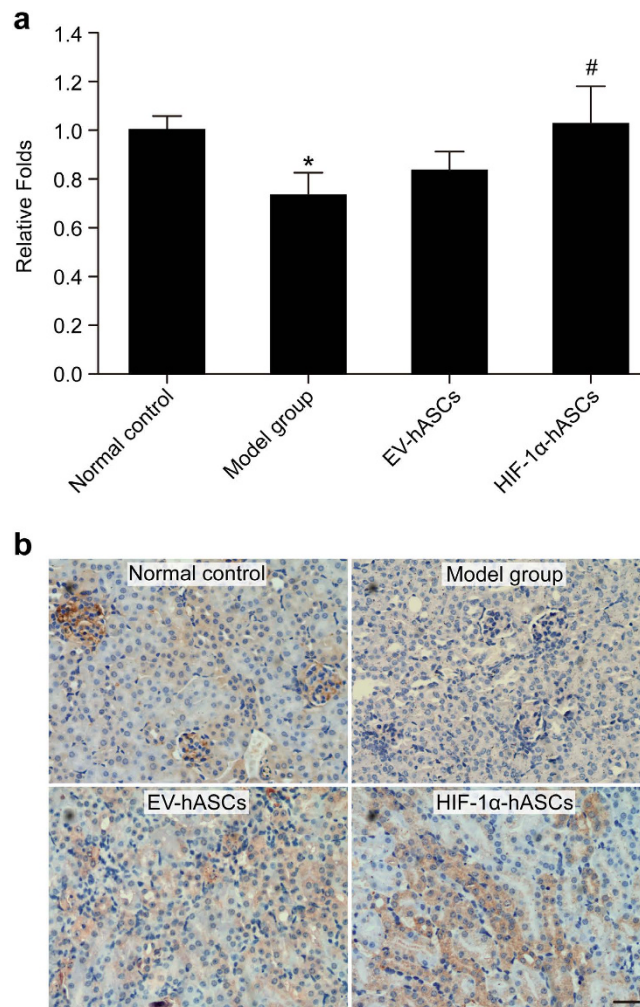 a
Relative Folds
1.4
1.2
1.0
0.8
0.6
0.4
0.2
0.0
*
#
Normal control
Model group
EV-hASCs
HIF-1α-hASCs
b
Normal control
Model group
EV-hASCs
HIF-1α-hASCs